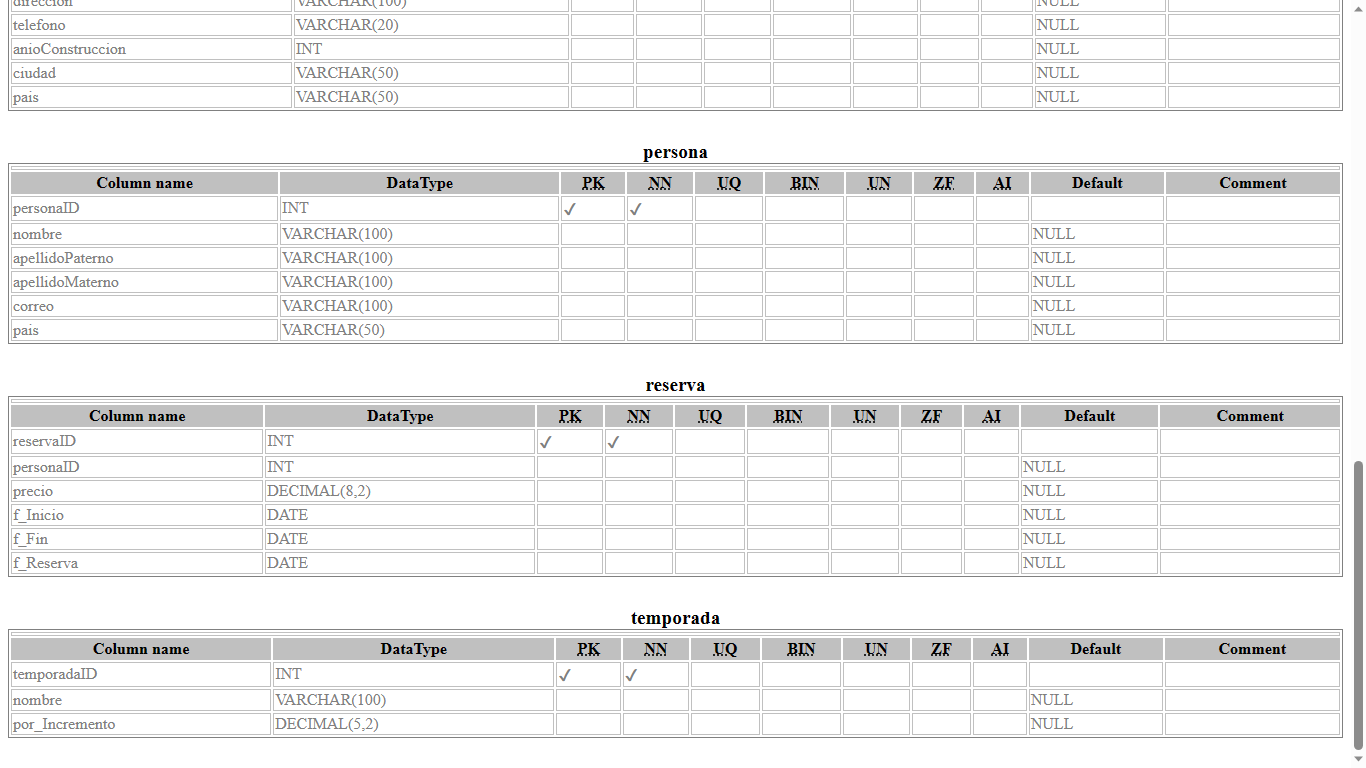 direccion VARCHAR(100) NULL
telefono VARCHAR(20) NULL
anioConstruccion INT NULL
ciudad VARCHAR(50) NULL
pais VARCHAR(50) NULL
persona
Column name DataType PK NN UQ BIN UN ZF AI Default Comment
personaID INT ✓ ✓
nombre VARCHAR(100) NULL
apellidoPaterno VARCHAR(100) NULL
apellidoMaterno VARCHAR(100) NULL
correo VARCHAR(100) NULL
pais VARCHAR(50) NULL
reserva
Column name DataType PK NN UQ BIN UN ZF AI Default Comment
reservaID INT ✓ ✓
personaID INT NULL
precio DECIMAL(8,2) NULL
f_Inicio DATE NULL
f_Fin DATE NULL
f_Reserva DATE NULL
temporada
Column name DataType PK NN UQ BIN UN ZF AI Default Comment
temporadaID INT ✓ ✓
nombre VARCHAR(100) NULL
por_Incremento DECIMAL(5,2) NULL